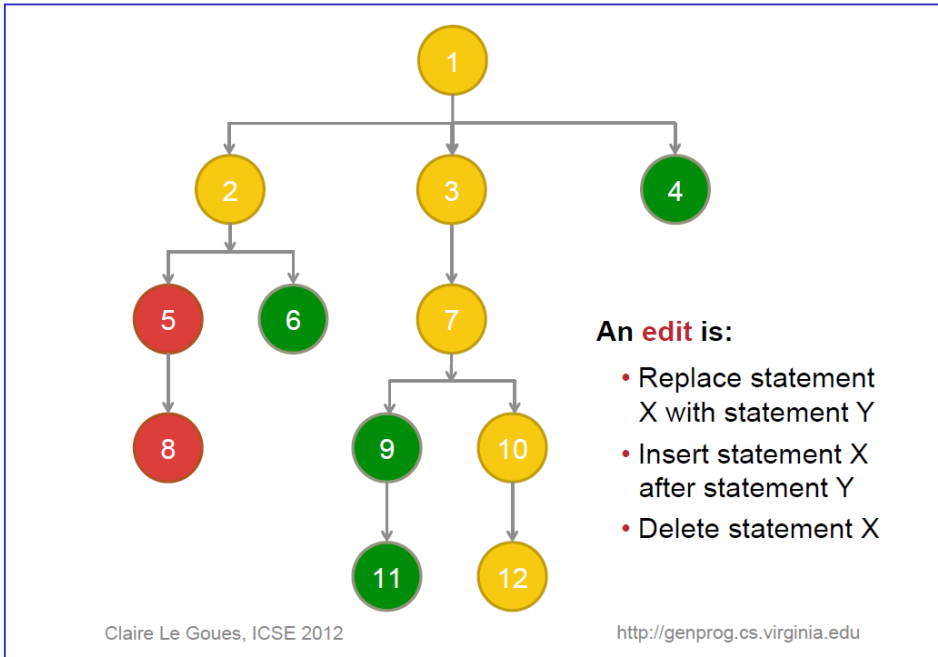 1
2
3
4
5
6
7
An edit is:
• Replace statement
X with statement Y
8
9
10
• Insert statement X
after statement Y
• Delete statement X
11
12
Claire Le Goues, ICSE 2012
http://genprog.cs.virginia.edu